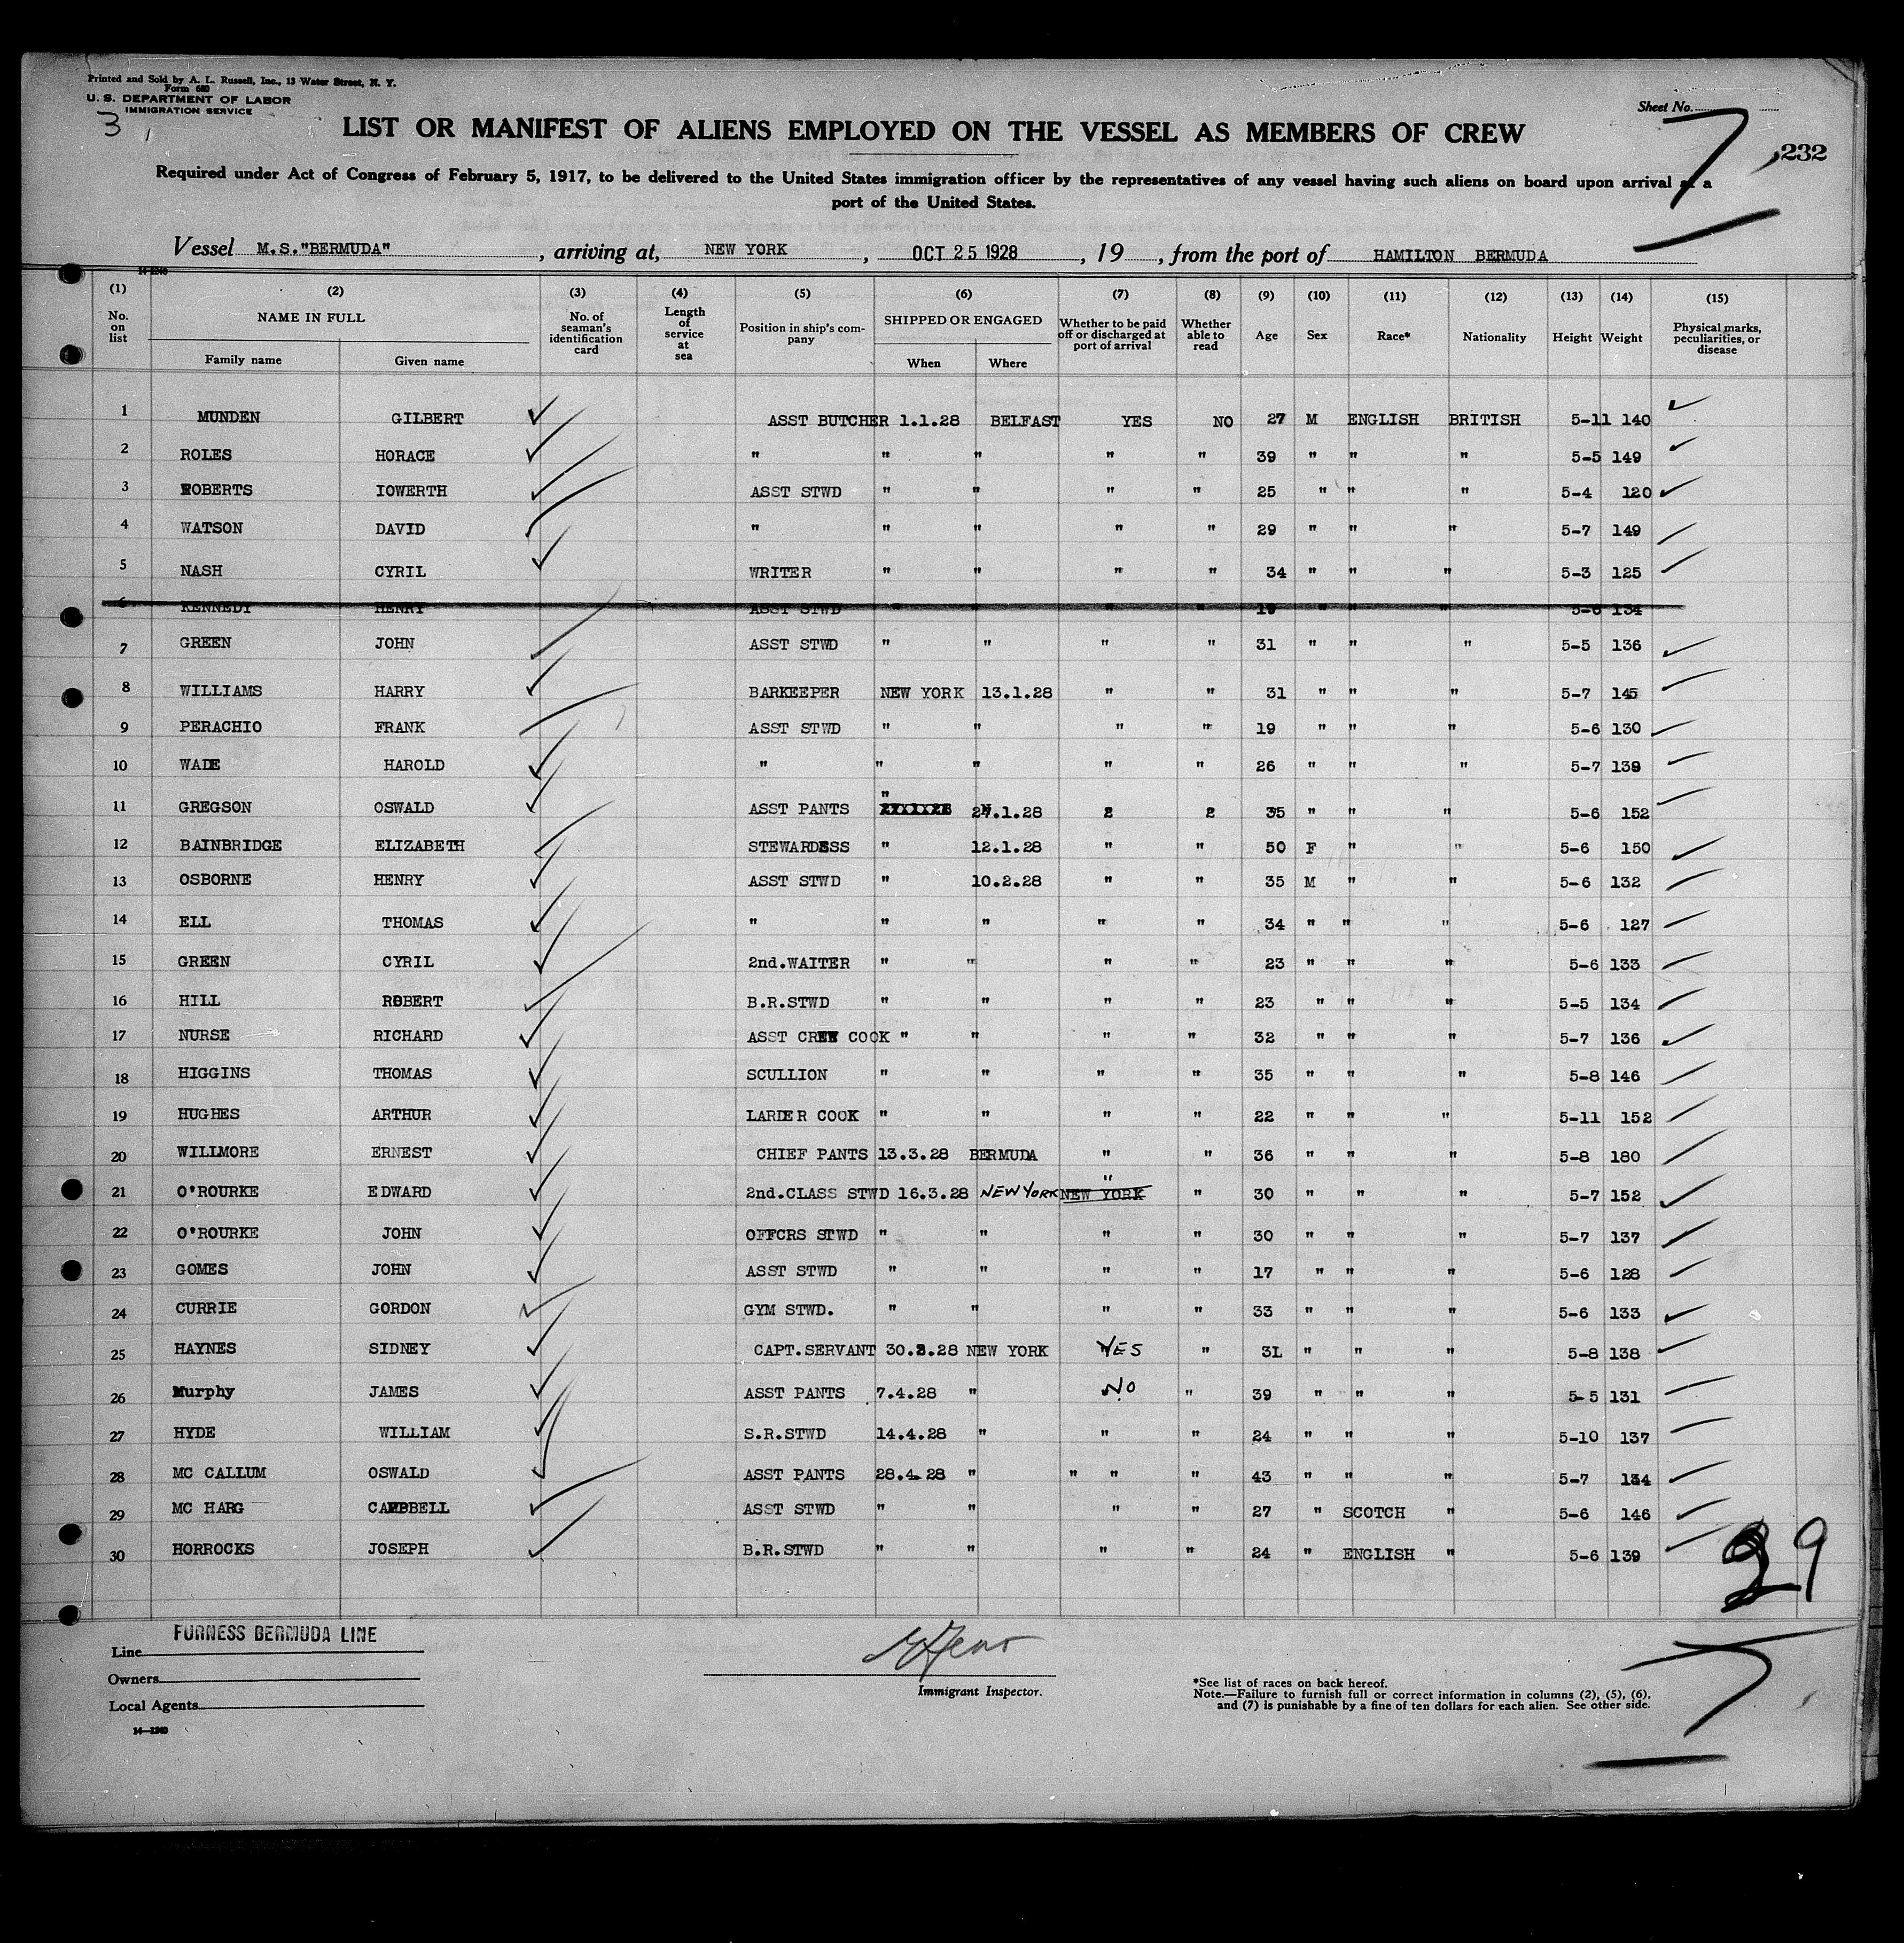 Printed and Sold by A. L. Russell, Inc., 13 Water Street, N. Y.
Form 680
U. S. DEPARTMENT OF LABOR
IMMIGRATION SERVICE
3
Sheet No. 7
LIST OR MANIFEST OF ALIENS EMPLOYED ON THE VESSEL AS MEMBERS OF CREW
232
Required under Act of Congress of February 5, 1917, to be delivered to the United States immigration officer by the representatives of any vessel having such aliens on board upon arrival at a
port of the United States.
Vessel M.S."BERMUDA", arriving at, NEW YORK, OCT 25 1928, 19 , from the port of HAMILTON BERMUDA
14-1240
(1) (2) (3) (4) (5) (6) (7) (8) (9) (10) (11) (12) (13) (14) (15)
No. on list NAME IN FULL Family name Given name No. of seaman's identification card Length of service at sea Position in ship's company SHIPPED OR ENGAGED When Where Whether to be paid off or discharged at port of arrival Whether able to read Age Sex Race* Nationality Height Weight Physical marks, peculiarities, or disease
1 MUNDEN GILBERT ASST BUTCHER 1.1.28 BELFAST YES NO 27 M ENGLISH BRITISH 5-11 140
2 ROLES HORACE " " " " " 39 " " " 5-5 149
3 ROBERTS IOWERTH ASST STWD " " " " 25 " " " 5-4 120
4 WATSON DAVID " " " " " 29 " " " 5-7 149
5 NASH CYRIL WRITER " " " " 34 " " " 5-3 125
6 KENNEDY HENRY ASST STWD " " " " 19 " " " 5-6 134
7 GREEN JOHN ASST STWD " " " " 31 " " " 5-5 136
8 WILLIAMS HARRY BARKEEPER NEW YORK 13.1.28 " " 31 " " " 5-7 145
9 PERACHIO FRANK ASST STWD " " " " 19 " " " 5-6 130
10 WADE HAROLD " " " " " 26 " " " 5-7 139
11 GREGSON OSWALD ASST PANTS " 27.1.28 2 2 35 " " " 5-6 152
12 BAINBRIDGE ELIZABETH STEWARDESS " 12.1.28 " " 50 F " " 5-6 150
13 OSBORNE HENRY ASST STWD " 10.2.28 " " 35 M " " 5-6 132
14 ELL THOMAS " " " " " 34 " " " 5-6 127
15 GREEN CYRIL 2nd.WAITER " " " " 23 " " " 5-6 133
16 HILL ROBERT B.R.STWD " " " " 23 " " " 5-5 134
17 NURSE RICHARD ASST CREW COOK " " " " 32 " " " 5-7 136
18 HIGGINS THOMAS SCULLION " " " " 35 " " " 5-8 146
19 HUGHES ARTHUR LARDER COOK " " " " 22 " " " 5-11 152
20 WILLMORE ERNEST CHIEF PANTS 13.3.28 BERMUDA " " 36 " " " 5-8 180
21 O'ROURKE EDWARD 2nd.CLASS STWD 16.3.28 NEW YORK NEW YORK " " 30 " " " 5-7 152
22 O'ROURKE JOHN OFFCRS STWD " " " " 30 " " " 5-7 137
23 GOMES JOHN ASST STWD " " " " 17 " " " 5-6 128
24 CURRIE GORDON GYM STWD. " " " " 33 " " " 5-6 133
25 HAYNES SIDNEY CAPT.SERVANT 30.3.28 NEW YORK YES " 3L " " " 5-8 138
26 Murphy JAMES ASST PANTS 7.4.28 " NO " 39 " " " 5-5 131
27 HYDE WILLIAM S.R.STWD 14.4.28 " " " 24 " " " 5-10 137
28 MC CALLUM OSWALD ASST PANTS 28.4.28 " " " " 43 " " " 5-7 134
29 MC HARG CAMPBELL ASST STWD " " " " 27 " SCOTCH " 5-6 146
30 HORROCKS JOSEPH B.R.STWD " " " " 24 " ENGLISH " 5-6 139
29
Line FURNESS BERMUDA LINE
Owners
Local Agents
14-1240
Immigrant Inspector.
*See list of races on back hereof.
Note.—Failure to furnish full or correct information in columns (2), (5), (6),
and (7) is punishable by a fine of ten dollars for each alien. See other side.
7